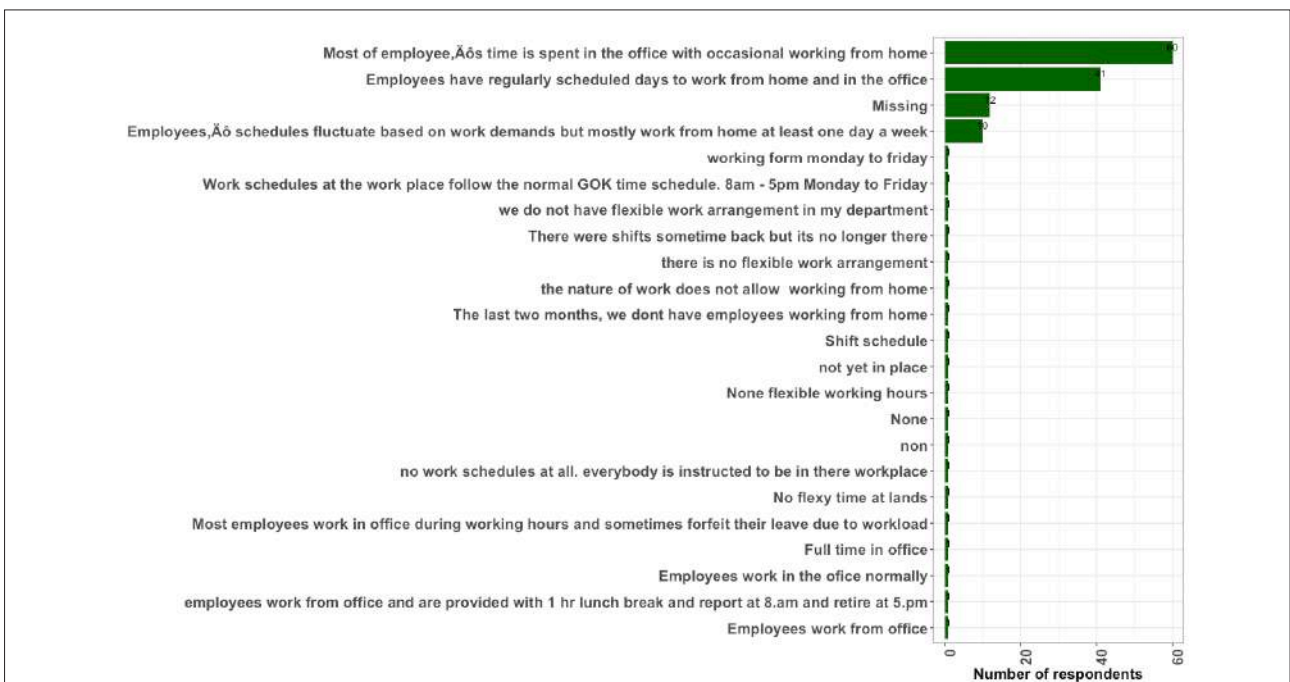 Most of employee‚Äôs time is spent in the office with occasional working from home
60
Employees have regularly scheduled days to work from home and in the office
41
Missing
12
Employees‚Äô schedules fluctuate based on work demands but mostly work from home at least one day a week
10
working form monday to friday
Work schedules at the work place follow the normal GOK time schedule. 8am - 5pm Monday to Friday
we do not have flexible work arrangement in my department
There were shifts sometime back but its no longer there
there is no flexible work arrangement
the nature of work does not allow working from home
The last two months, we dont have employees working from home
Shift schedule
not yet in place
None flexible working hours
None
non
no work schedules at all. everybody is instructed to be in there workplace
No flexy time at lands
Most employees work in office during working hours and sometimes forfeit their leave due to workload
Full time in office
Employees work in the ofice normally
employees work from office and are provided with 1 hr lunch break and report at 8.am and retire at 5.pm
Employees work from office
0 20 40 60
Number of respondents